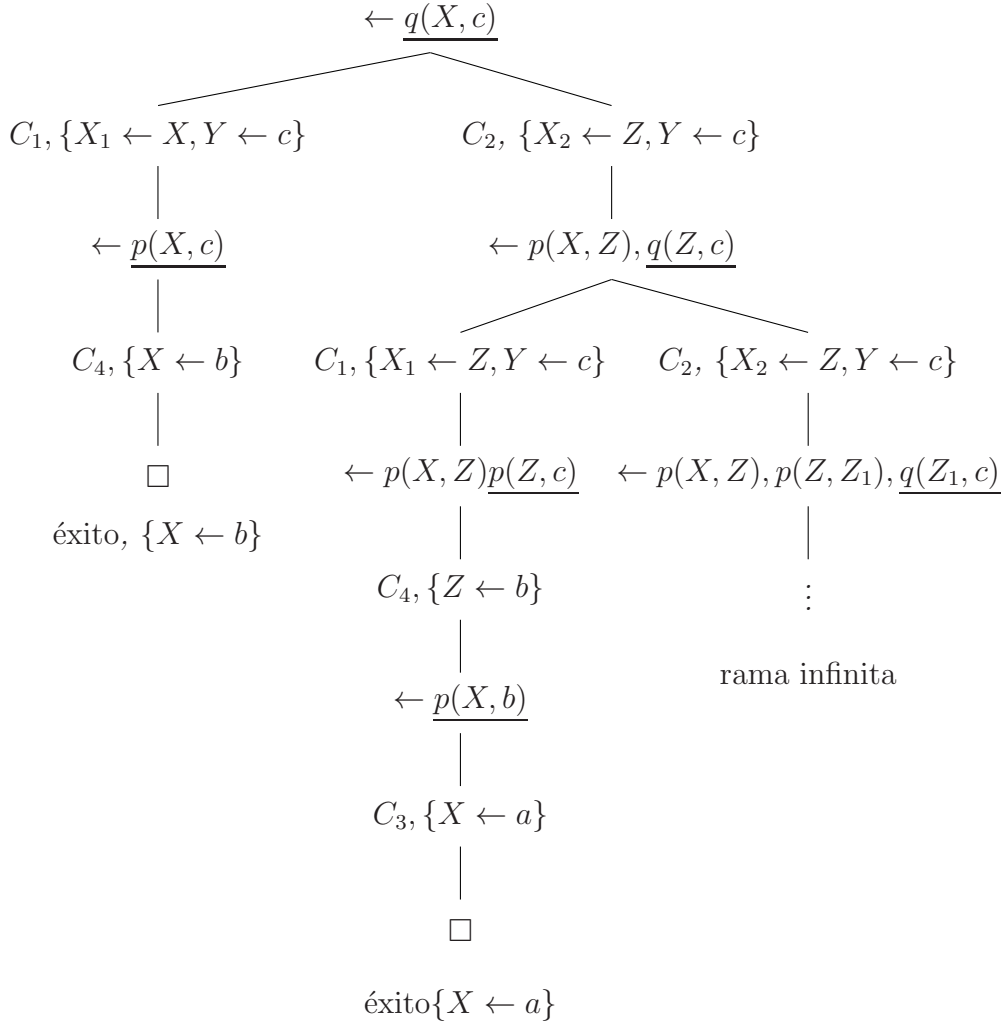 ← q(X, c)
C₁, {X₁ ← X, Y ← c}
C₂, {X₂ ← Z, Y ← c}
← p(X, c)
← p(X, Z), q(Z, c)
C₄, {X ← b}
C₁, {X₁ ← Z, Y ← c}
C₂, {X₂ ← Z, Y ← c}
□
← p(X, Z)p(Z, c)
← p(X, Z), p(Z, Z₁), q(Z₁, c)
éxito, {X ← b}
C₄, {Z ← b}
⋮
rama infinita
← p(X, b)
C₃, {X ← a}
□
éxito{X ← a}